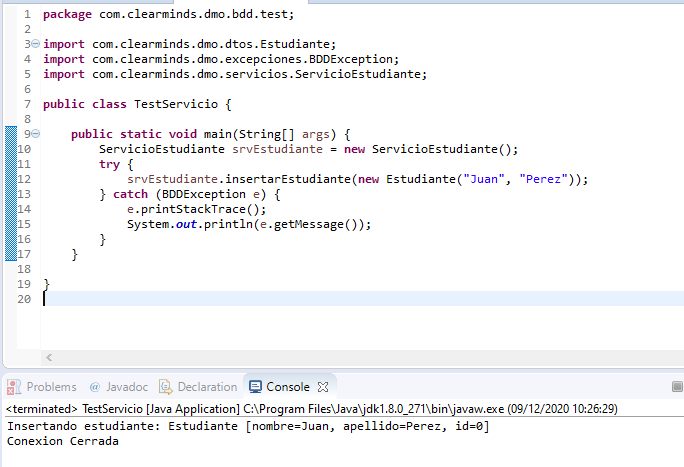 1 package com.clearminds.dmo.bdd.test;
2
3 import com.clearminds.dmo.dtos.Estudiante;
4 import com.clearminds.dmo.excepciones.BDDException;
5 import com.clearminds.dmo.servicios.ServicioEstudiante;
6
7 public class TestServicio {
8
9     public static void main(String[] args) {
10         ServicioEstudiante srvEstudiante = new ServicioEstudiante();
11         try {
12             srvEstudiante.insertarEstudiante(new Estudiante("Juan", "Perez"));
13         } catch (BDDException e) {
14             e.printStackTrace();
15             System.out.println(e.getMessage());
16         }
17     }
18
19 }
20
Problems @ Javadoc Declaration Console
<terminated> TestServicio [Java Application] C:\Program Files\Java\jdk1.8.0_271\bin\javaw.exe (09/12/2020 10:26:29)
Insertando estudiante: Estudiante [nombre=Juan, apellido=Perez, id=0]
Conexion Cerrada